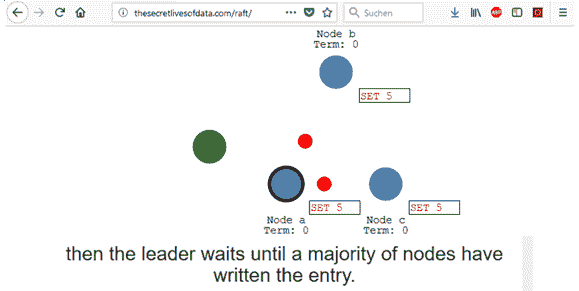 thesecretlivesofdata.com/raft/
Suchen
Node b
Term: 0
SET 5
SET 5
SET 5
Node a
Term: 0
Node c
Term: 0
then the leader waits until a majority of nodes have
written the entry.